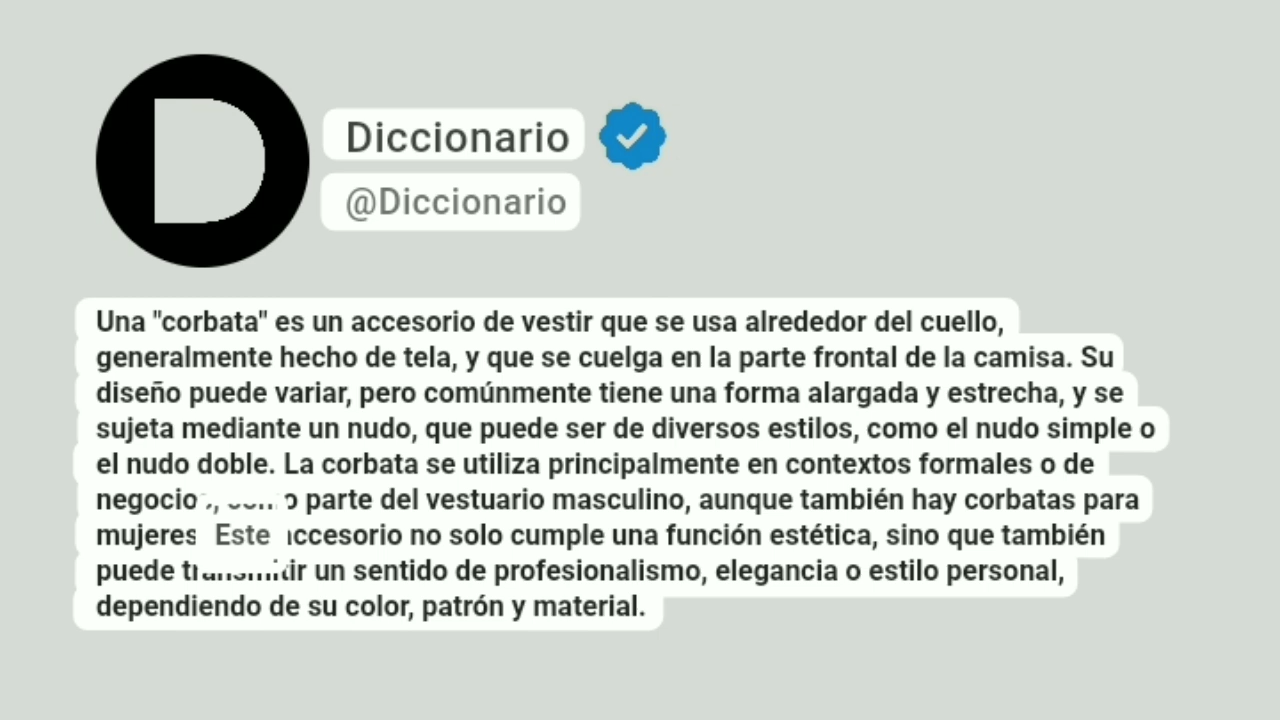 D
Diccionario
@Diccionario
Una "corbata" es un accesorio de vestir que se usa alrededor del cuello,
generalmente hecho de tela, y que se cuelga en la parte frontal de la camisa. Su
diseño puede variar, pero comúnmente tiene una forma alargada y estrecha, y se
sujeta mediante un nudo, que puede ser de diversos estilos, como el nudo simple o
el nudo doble. La corbata se utiliza principalmente en contextos formales o de
parte del vestuario masculino, aunque también hay corbatas para
mujeres Este accesorio no solo cumple una función estética, sino que también
puede transmitir un sentido de profesionalismo, elegancia o estilo personal,
dependiendo de su color, patrón y material.